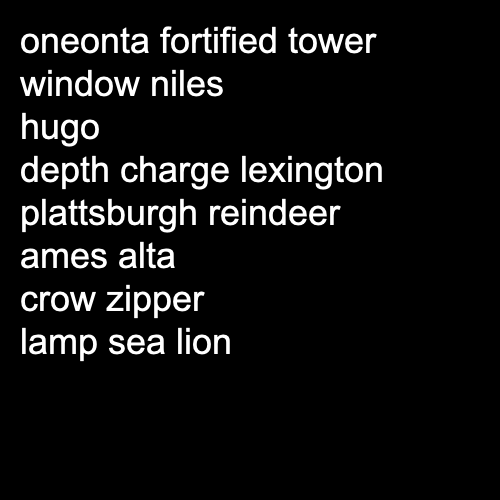 oneonta fortified tower
window niles
hugo
depth charge lexington
plattsburgh reindeer
ames alta
crow zipper
lamp sea lion